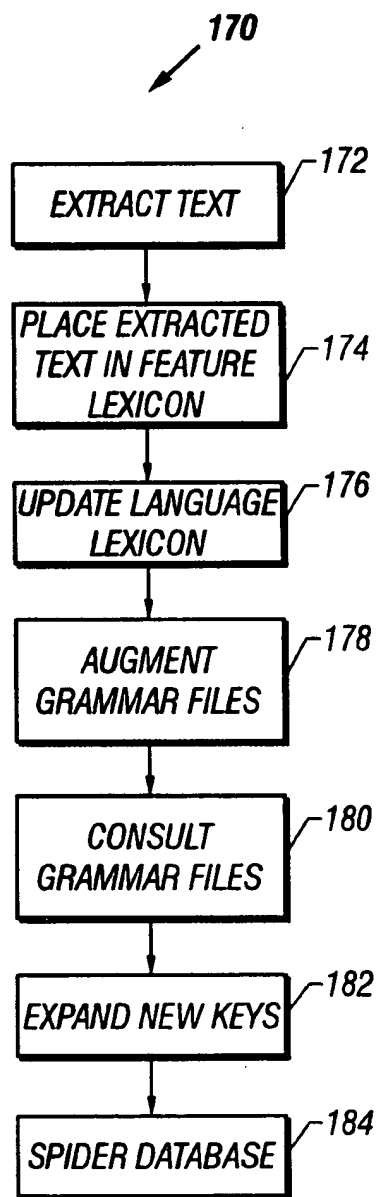 170
172
EXTRACT TEXT
PLACE EXTRACTED
TEXT IN FEATURE
LEXICON
174
UPDATE LANGUAGE
LEXICON
176
AUGMENT
GRAMMAR FILES
178
CONSULT
GRAMMAR FILES
180
EXPAND NEW KEYS
182
SPIDER DATABASE
184